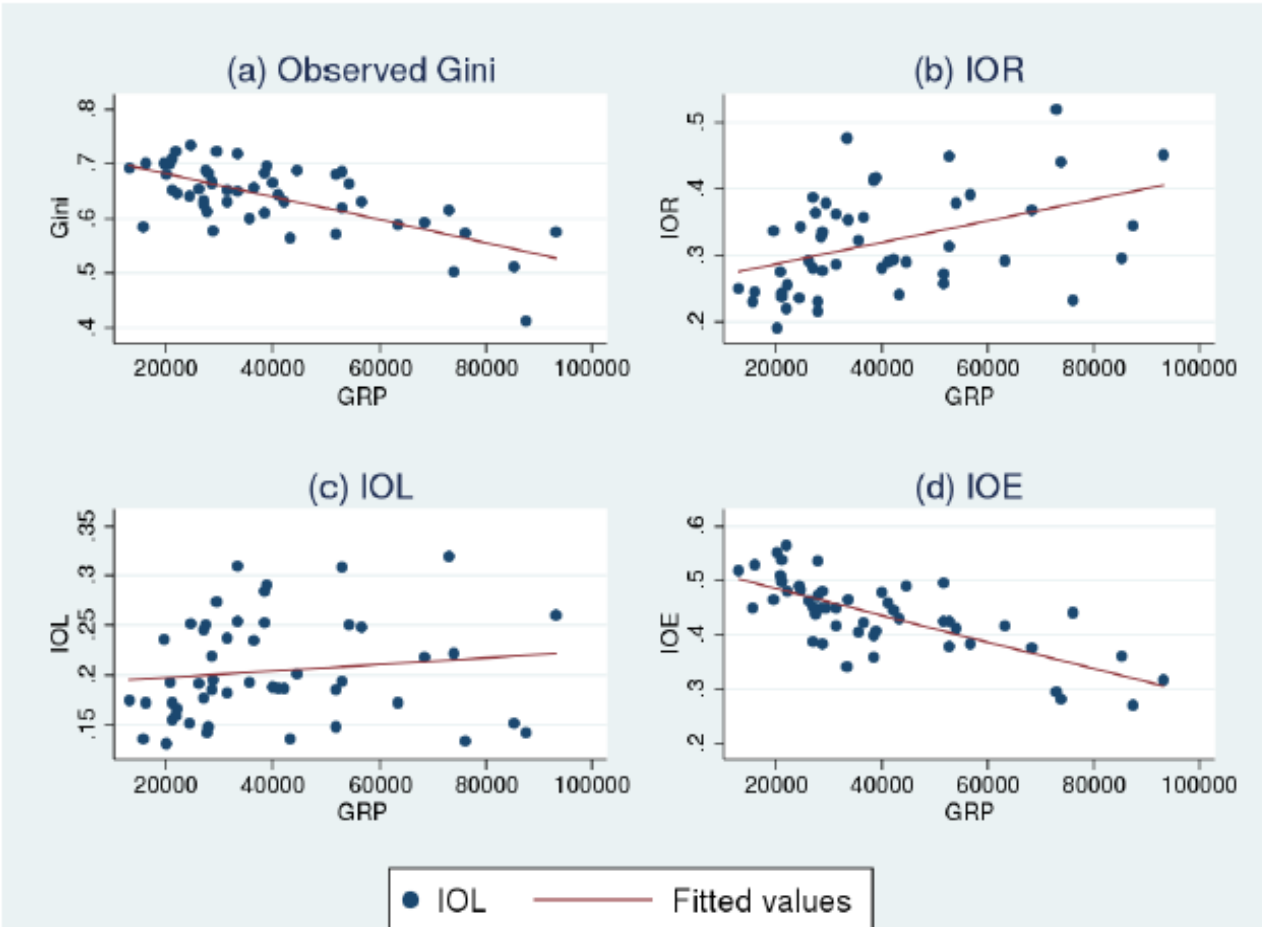 (a) Observed Gini
Gini
.8
.7
.6
.5
.4
20000 40000 60000 80000 100000
GRP
(b) IOR
IOR
.5
.4
.3
.2
20000 40000 60000 80000 100000
GRP
(c) IOL
IOL
.35
.3
.25
.2
.15
20000 40000 60000 80000 100000
GRP
(d) IOE
IOE
.6
.5
.4
.3
.2
20000 40000 60000 80000 100000
GRP
IOL Fitted values